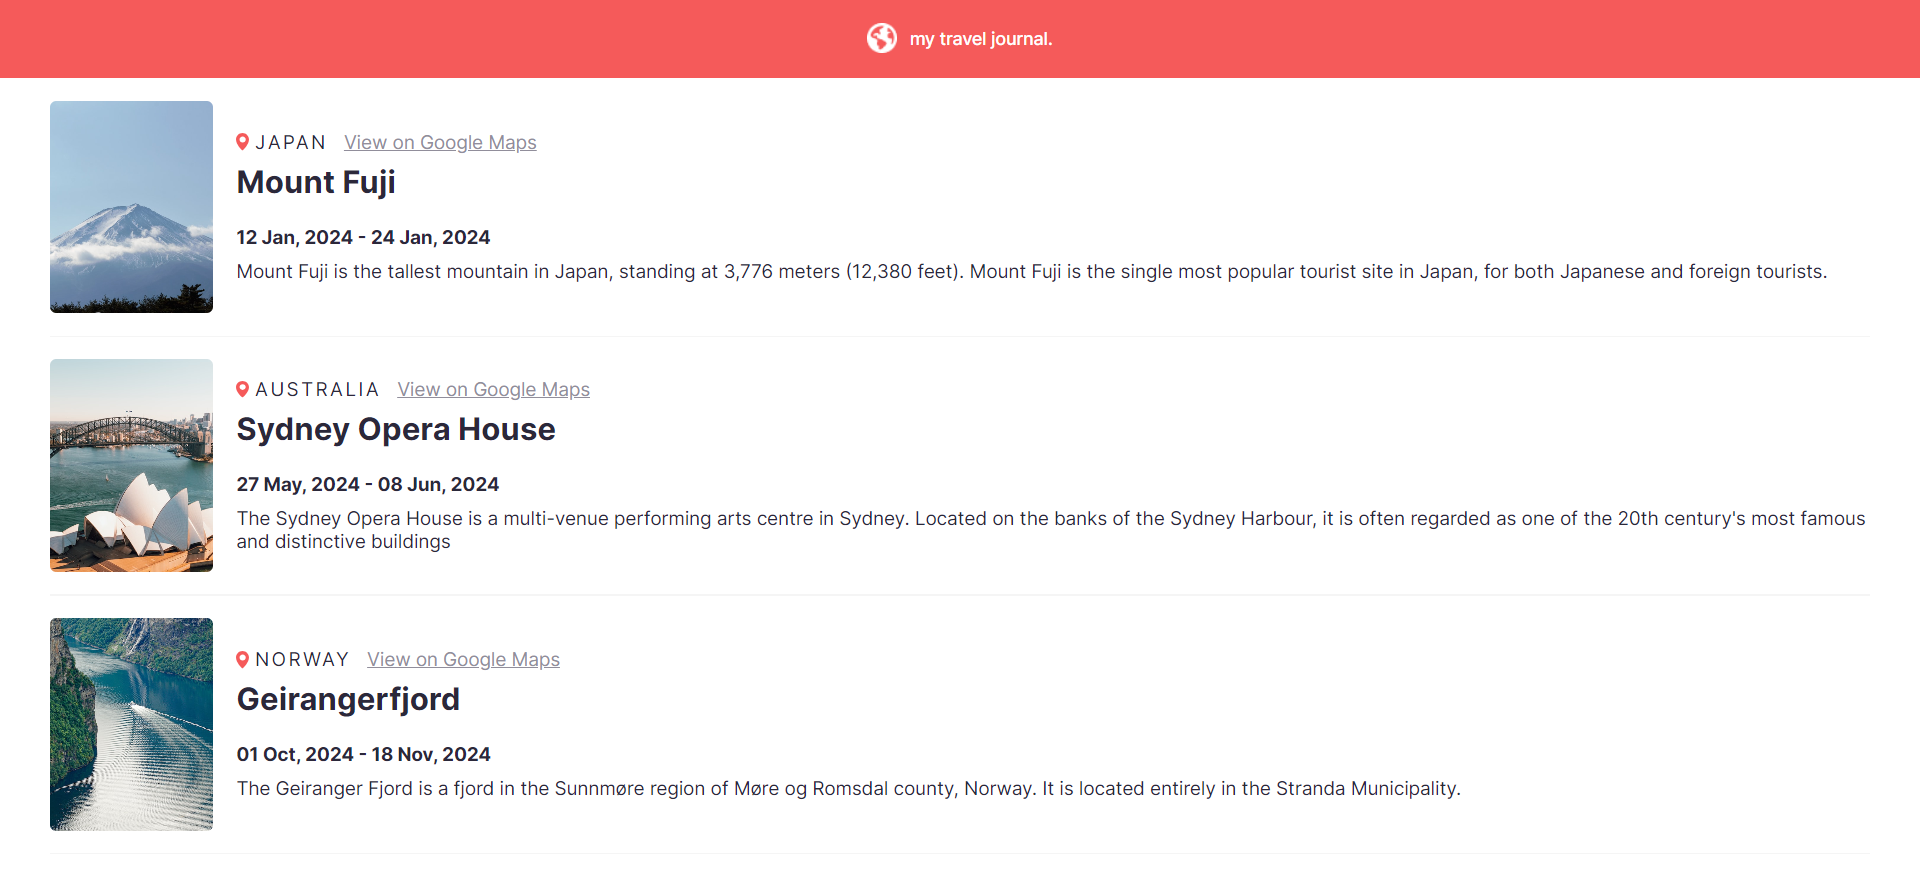 my travel journal.
JAPAN View on Google Maps
Mount Fuji
12 Jan, 2024 - 24 Jan, 2024
Mount Fuji is the tallest mountain in Japan, standing at 3,776 meters (12,380 feet). Mount Fuji is the single most popular tourist site in Japan, for both Japanese and foreign tourists.
AUSTRALIA View on Google Maps
Sydney Opera House
27 May, 2024 - 08 Jun, 2024
The Sydney Opera House is a multi-venue performing arts centre in Sydney. Located on the banks of the Sydney Harbour, it is often regarded as one of the 20th century's most famous
and distinctive buildings
NORWAY View on Google Maps
Geirangerfjord
01 Oct, 2024 - 18 Nov, 2024
The Geiranger Fjord is a fjord in the Sunnmøre region of Møre og Romsdal county, Norway. It is located entirely in the Stranda Municipality.